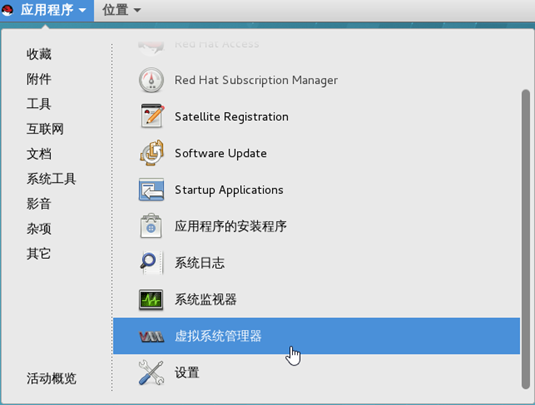 应用程序 位置
收藏
附件
工具
互联网
文档
系统工具
影音
杂项
其它
活动概览
Red Hat Access
Red Hat Subscription Manager
Satellite Registration
Software Update
Startup Applications
应用程序的安装程序
系统日志
系统监视器
虚拟系统管理器
设置